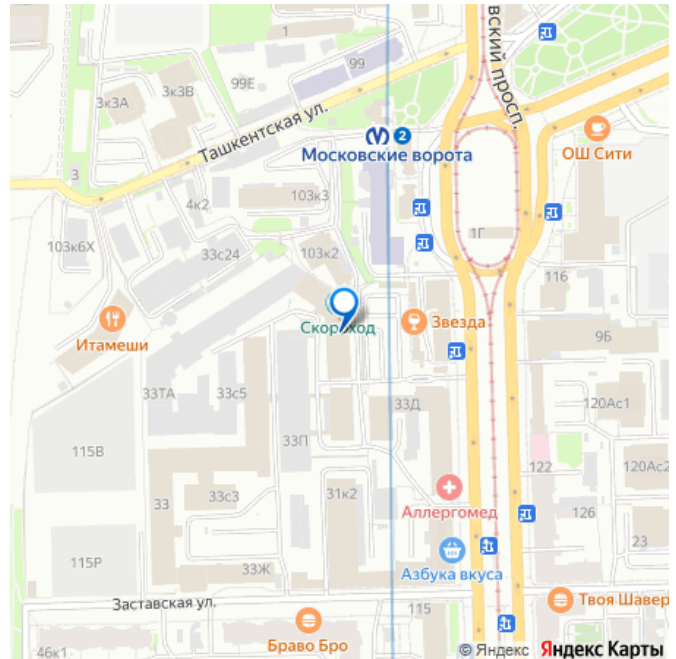 1
99Е
99
3к3А
3к3В
Ташкентская ул.
вский просп.
2
Московские ворота
ОШ Сити
3
103к3
4к2
103к6Х
33с24
103к2
1Г
116
Итамеши
Скороход
Звезда
9Б
33ТА
33с5
33Д
120Ас1
115В
33П
122
120Ас2
33
33с3
31к2
Аллергомед
126
23
115Р
33Ж
Азбука вкуса
Заставская ул.
115
Твоя Шавер
Браво Бро
46к1
© Яндекс Яндекс Карты